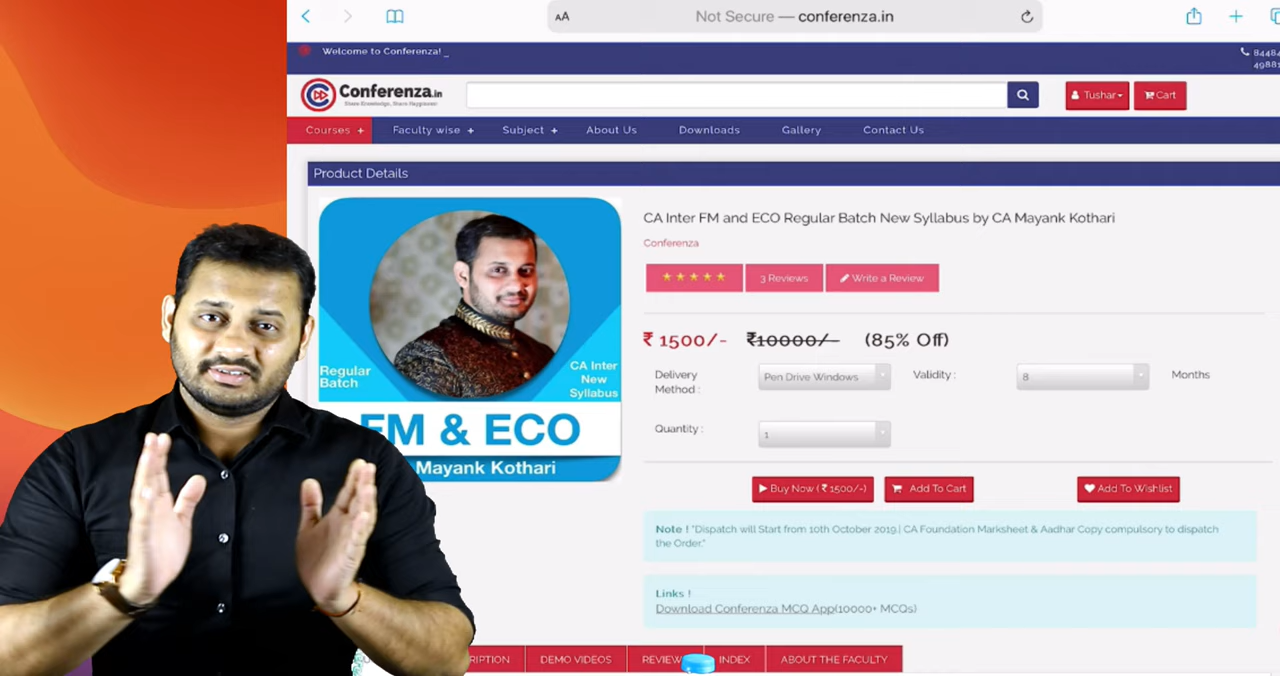 AA
Not Secure — conferenza.in
Welcome to Conferenza! _
Conferenza.in
Share Knowledge, Share Happiness
Tushar
Cart
Courses +
Faculty wise +
Subject +
About Us
Downloads
Gallery
Contact Us
Product Details
Regular
Batch
CA Inter
New
Syllabus
FM & ECO
Mayank Kothari
CA Inter FM and ECO Regular Batch New Syllabus by CA Mayank Kothari
Conferenza
3 Reviews
Write a Review
₹ 1500/- ₹10000/- (85% Off)
Delivery
Method :
Pen Drive Windows
Validity :
8
Months
Quantity :
1
Buy Now ( ₹ 1500/-)
Add To Cart
Add To Wishlist
Note ! "Dispatch will Start from 10th October 2019.| CA Foundation Marksheet & Aadhar Copy compulsory to dispatch
the Order."
Links !
Download Conferenza MCQ App(10000+ MCQs)
DEMO VIDEOS
INDEX
ABOUT THE FACULTY